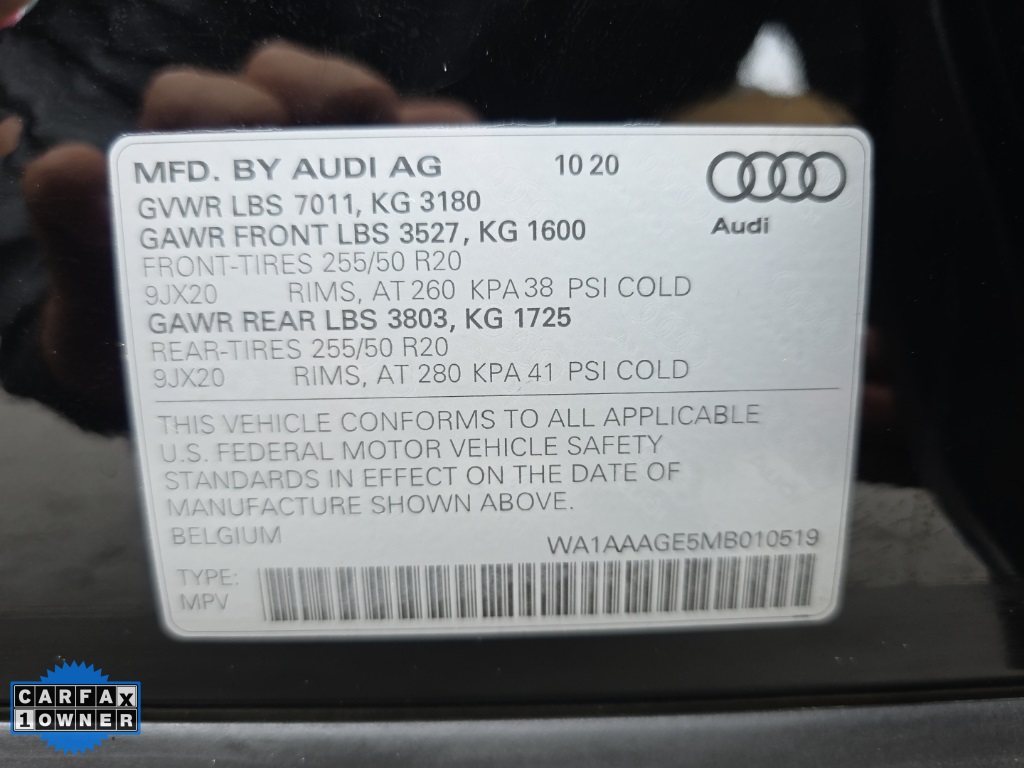 MFD. BY AUDI AG 10 20
GVWR LBS 7011, KG 3180
GAWR FRONT LBS 3527, KG 1600
Audi
FRONT-TIRES 255/50 R20
9JX20 RIMS, AT 260 KPA 38 PSI COLD
GAWR REAR LBS 3803, KG 1725
REAR-TIRES 255/50 R20
9JX20 RIMS, AT 280 KPA 41 PSI COLD
THIS VEHICLE CONFORMS TO ALL APPLICABLE
U.S. FEDERAL MOTOR VEHICLE SAFETY
STANDARDS IN EFFECT ON THE DATE OF
MANUFACTURE SHOWN ABOVE.
BELGIUM WA1AAAGE5MB010519
TYPE:
MPV
CARFAX
1 OWNER